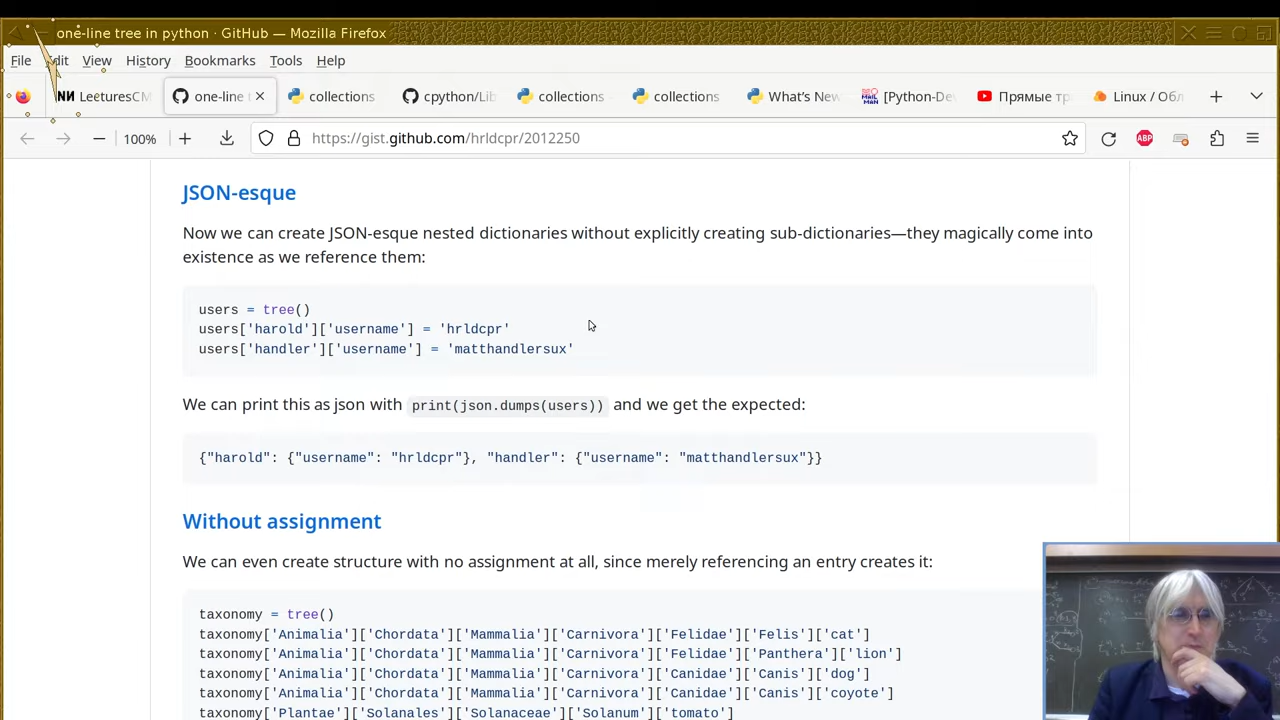 one-line tree in python · GitHub — Mozilla Firefox
File Edit View History Bookmarks Tools Help
LecturesCM one-line collections cpython/Lib collections collections What's New [Python-De Прямые тр Linux / Обл
100% https://gist.github.com/hrldcpr/2012250 ABP
JSON-esque
Now we can create JSON-esque nested dictionaries without explicitly creating sub-dictionaries—they magically come into
existence as we reference them:
users = tree()
users['harold']['username'] = 'hrldcpr'
users['handler']['username'] = 'matthandlersux'
We can print this as json with print(json.dumps(users)) and we get the expected:
{"harold": {"username": "hrldcpr"}, "handler": {"username": "matthandlersux"}}
Without assignment
We can even create structure with no assignment at all, since merely referencing an entry creates it:
taxonomy = tree()
taxonomy['Animalia']['Chordata']['Mammalia']['Carnivora']['Felidae']['Felis']['cat']
taxonomy['Animalia']['Chordata']['Mammalia']['Carnivora']['Felidae']['Panthera']['lion']
taxonomy['Animalia']['Chordata']['Mammalia']['Carnivora']['Canidae']['Canis']['dog']
taxonomy['Animalia']['Chordata']['Mammalia']['Carnivora']['Canidae']['Canis']['coyote']
taxonomy['Plantae']['Solanales']['Solanaceae']['Solanum']['tomato']